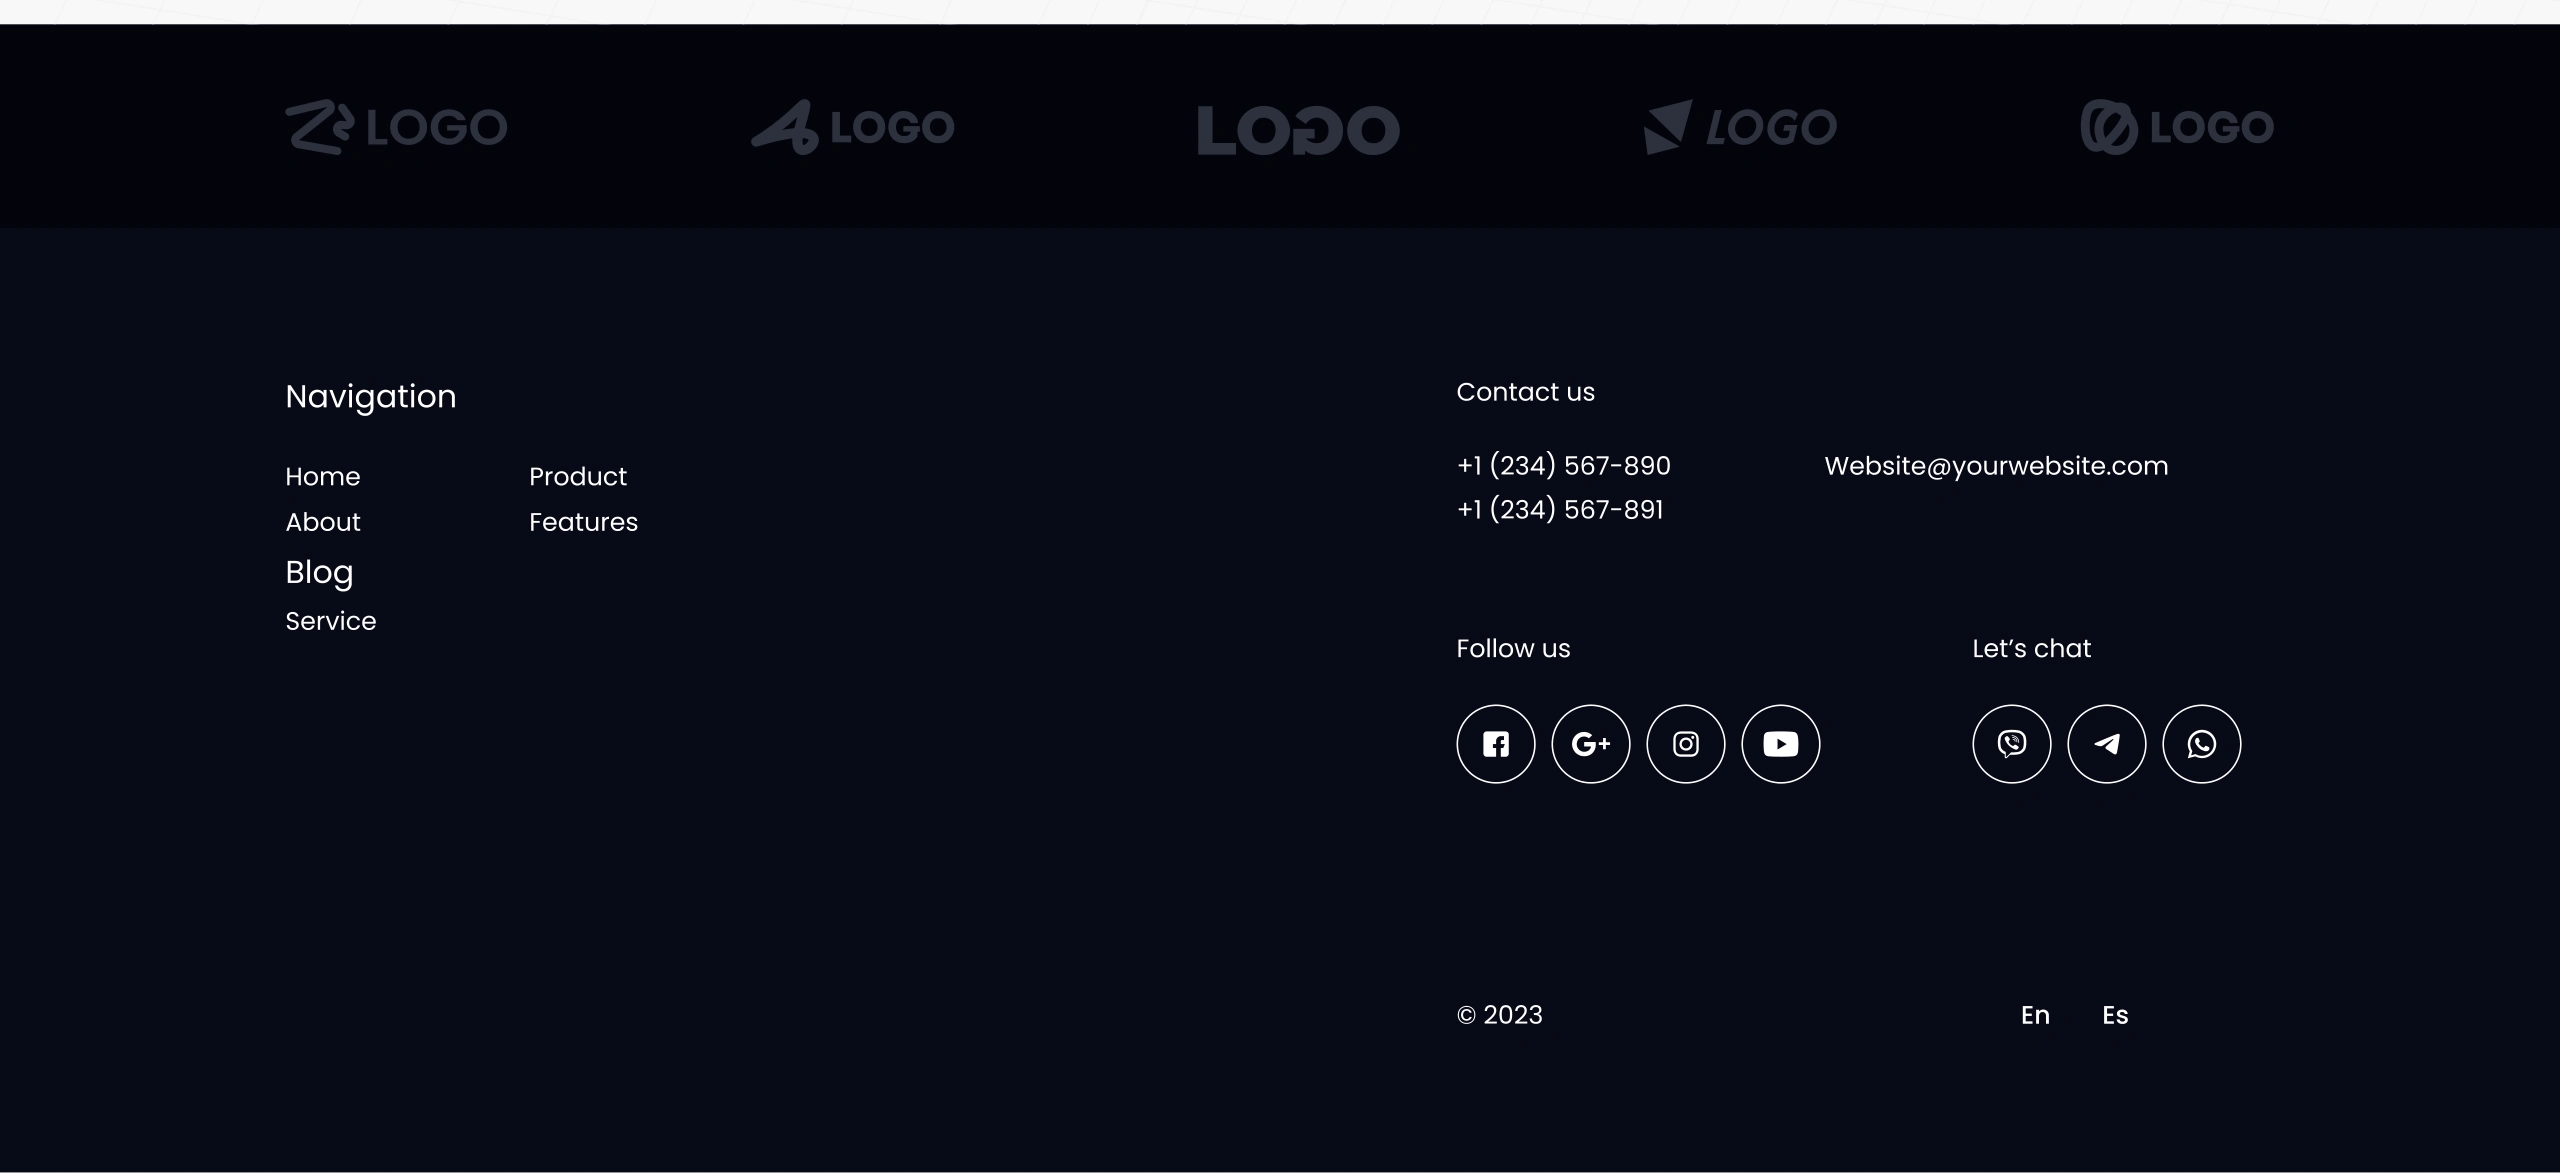 LOGO
LOGO
LOGO
LOGO
LOGO
Navigation
Home
About
Blog
Service
Product
Features
Contact us
+1 (234) 567-890
+1 (234) 567-891
Website@yourwebsite.com
Follow us
G+
Let’s chat
© 2023
En Es